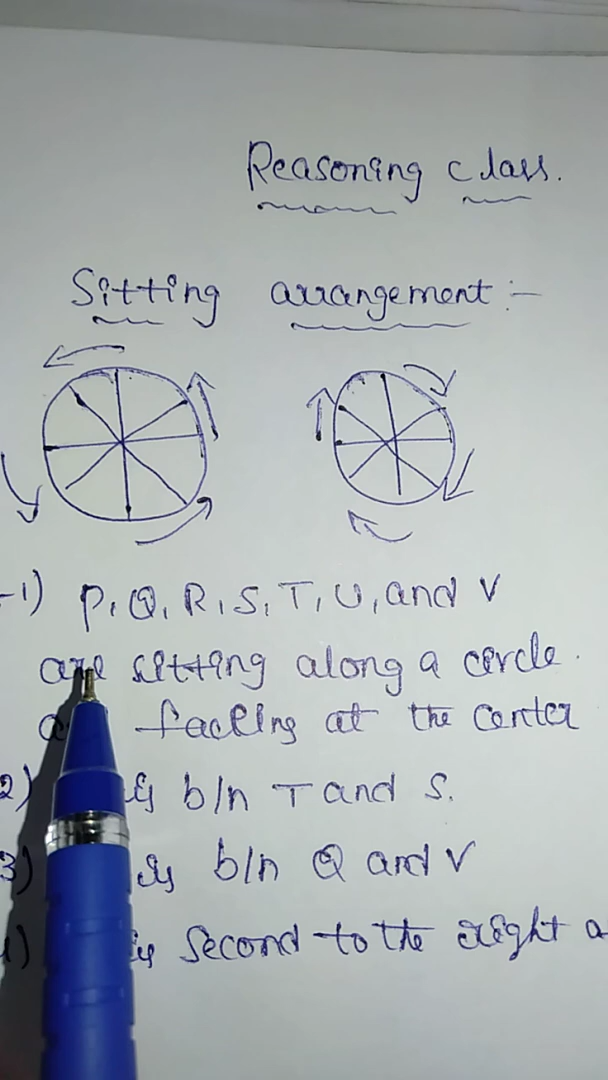 Reasoning class.
Sitting arrangement :-
1) P, Q, R, S, T, U, and V
are sitting along a circle.
facing at the center
2) is b/n T and S.
3) is b/n Q and V
is second to the right